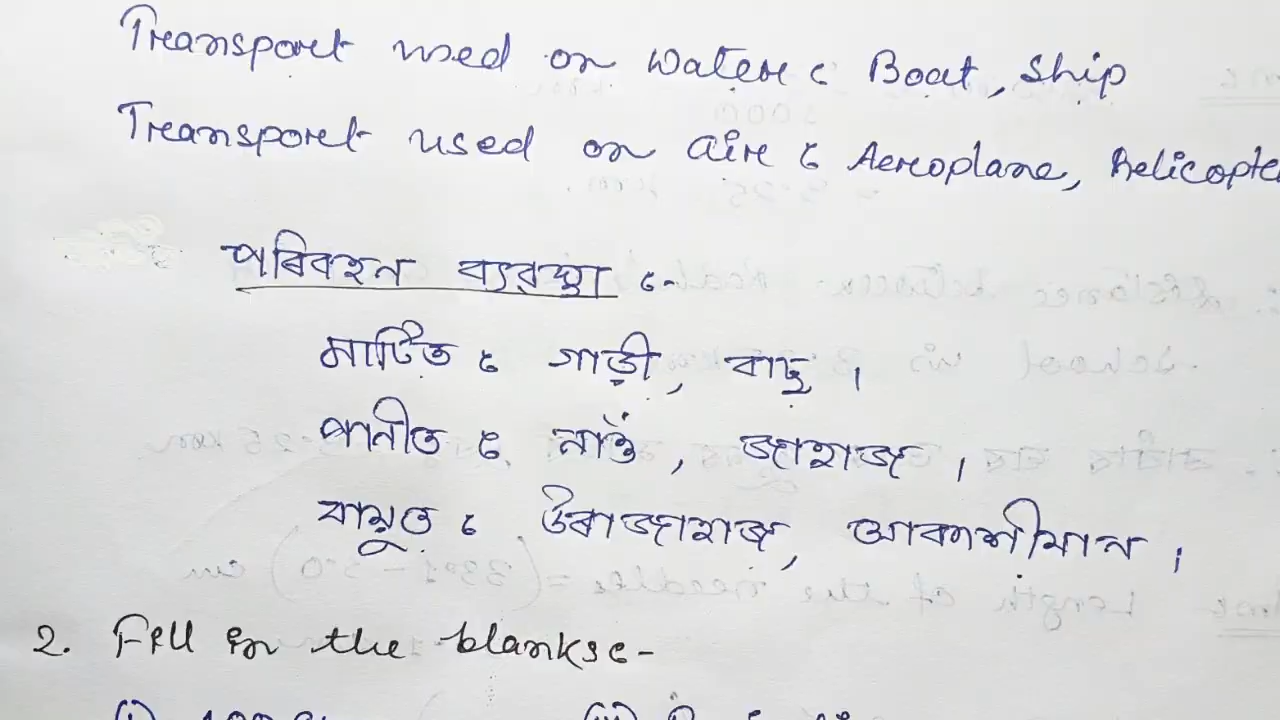 Transport used on water : Boat, Ship
Transport used on air : Aeroplane, Helicopte
পৰিবহন ব্যৱস্থা :-
মাটিত : গাড়ী, বাছ ।
পানীত : নাওঁ, জাহাজ ।
বায়ুত : উৰাজাহাজ, আকাশীযান ।
2. Fill in the blanks :-